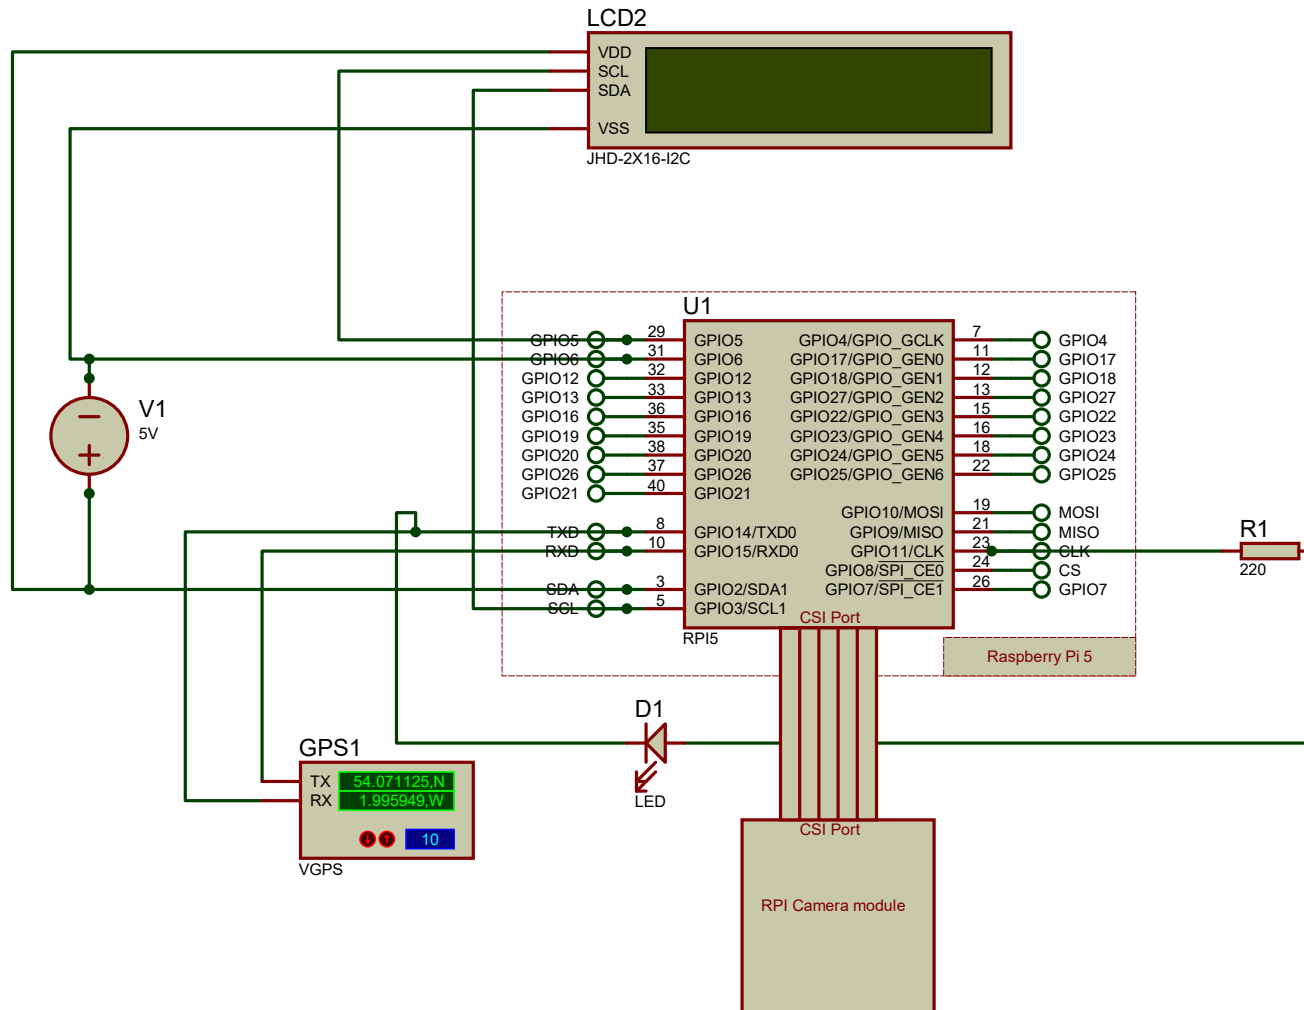 LCD2
VDD
SCL
SDA
VSS
JHD-2X16-I2C
U1
GPIO5 29 GPIO5 GPIO4/GPIO_GCLK 7 GPIO4
GPIO6 31 GPIO6 GPIO17/GPIO_GEN0 11 GPIO17
GPIO12 32 GPIO12 GPIO18/GPIO_GEN1 12 GPIO18
GPIO13 33 GPIO13 GPIO27/GPIO_GEN2 13 GPIO27
GPIO16 36 GPIO16 GPIO22/GPIO_GEN3 15 GPIO22
GPIO19 35 GPIO19 GPIO23/GPIO_GEN4 16 GPIO23
GPIO20 38 GPIO20 GPIO24/GPIO_GEN5 18 GPIO24
GPIO26 37 GPIO26 GPIO25/GPIO_GEN6 22 GPIO25
GPIO21 40 GPIO21
GPIO10/MOSI 19 MOSI
TXD 8 GPIO14/TXD0 GPIO9/MISO 21 MISO
RXD 10 GPIO15/RXD0 GPIO11/CLK 23 CLK
GPIO8/SPI_CE0 24 CS
SDA 3 GPIO2/SDA1 GPIO7/SPI_CE1 26 GPIO7
SCL 5 GPIO3/SCL1
CSI Port
RPI5
Raspberry Pi 5
V1
5V
R1
220
D1
LED
GPS1
TX 54.071125,N
RX 1.995949,W
10
VGPS
CSI Port
RPI Camera module